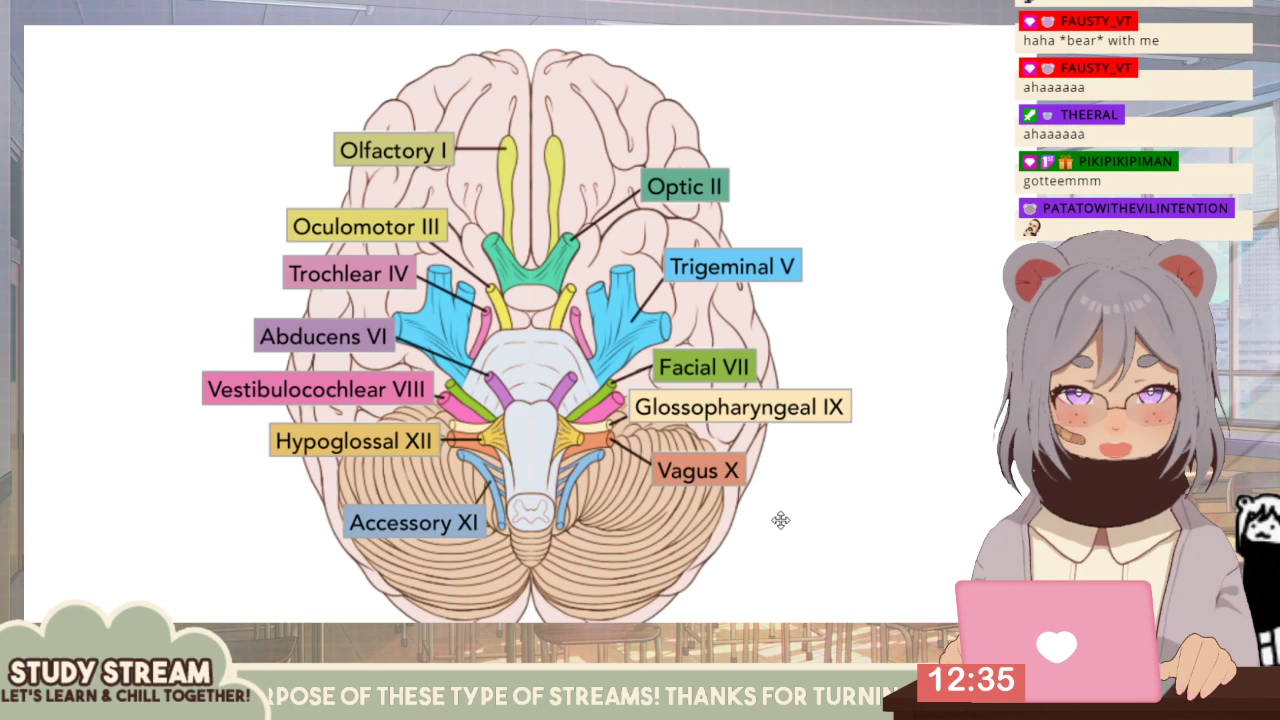 Olfactory I
Optic II
Oculomotor III
Trochlear IV
Trigeminal V
Abducens VI
Facial VII
Vestibulocochlear VIII
Glossopharyngeal IX
Hypoglossal XII
Vagus X
Accessory XI
FAUSTY_VT
haha *bear* with me
FAUSTY_VT
ahaaaaaa
THEERAL
ahaaaaaa
PIKIPIKIPIMAN
gotteemmm
PATATOWITHEVILINTENTION
STUDY STREAM
LET'S LEARN & CHILL TOGETHER!
RPOSE OF THESE TYPE OF STREAMS! THANKS FOR TURNIN
12:35